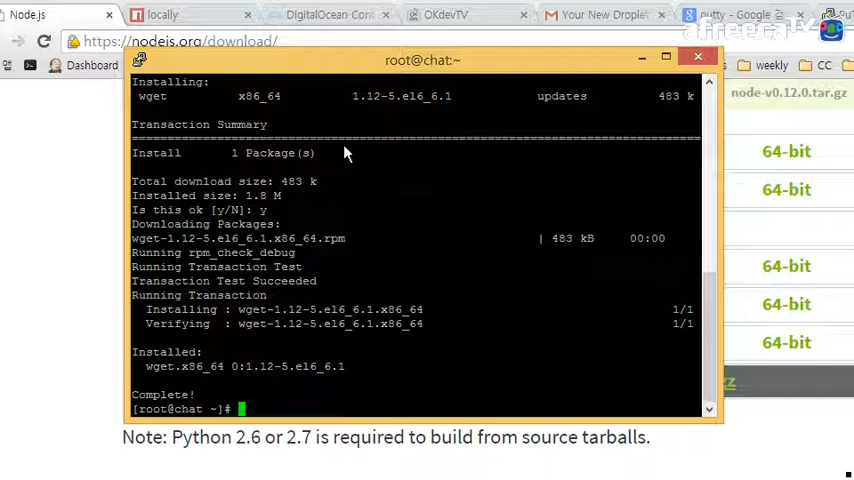 Node.js
locally
DigitalOcean Cont
OKdevTV
Your New Droplet
putty - Google
https://nodejs.org/download/
afreecaTV
Dashboard
weekly
CC
root@chat:~
Installing:
wget x86_64 1.12-5.el6_6.1 updates 483 k
Transaction Summary
Install 1 Package(s)
Total download size: 483 k
Installed size: 1.8 M
Is this ok [y/N]: y
Downloading Packages:
wget-1.12-5.el6_6.1.x86_64.rpm | 483 kB 00:00
Running rpm_check_debug
Running Transaction Test
Transaction Test Succeeded
Running Transaction
Installing : wget-1.12-5.el6_6.1.x86_64 1/1
Verifying : wget-1.12-5.el6_6.1.x86_64 1/1
Installed:
wget.x86_64 0:1.12-5.el6_6.1
Complete!
[root@chat ~]#
node-v0.12.0.tar.gz
64-bit
64-bit
64-bit
64-bit
64-bit
Note: Python 2.6 or 2.7 is required to build from source tarballs.